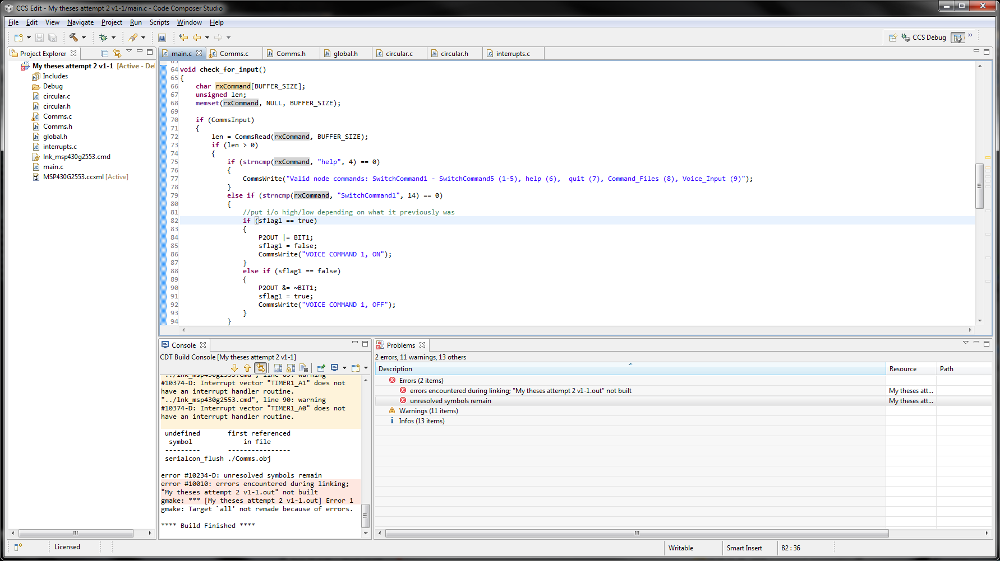 CCS Edit - My theses attempt 2 v1-1/main.c - Code Composer Studio
File Edit View Navigate Project Run Scripts Window Help
CCS Debug
Project Explorer
My theses attempt 2 v1-1 [Active - De
Includes
Debug
circular.c
circular.h
Comms.c
Comms.h
global.h
interrupts.c
lnk_msp430g2553.cmd
main.c
MSP430G2553.ccxml [Active]
main.c Comms.c Comms.h global.h circular.c circular.h interrupts.c
63
64 void check_for_input()
65 {
66     char rxCommand[BUFFER_SIZE];
67     unsigned len;
68     memset(rxCommand, NULL, BUFFER_SIZE);
69
70     if (CommsInput)
71     {
72         len = CommsRead(rxCommand, BUFFER_SIZE);
73         if (len > 0)
74         {
75             if (strncmp(rxCommand, "help", 4) == 0)
76             {
77                 CommsWrite("Valid node commands: SwitchCommand1 - SwitchCommand5 (1-5), help (6),  quit (7), Command_Files (8), Voice_Input (9)");
78             }
79             else if (strncmp(rxCommand, "SwitchCommand1", 14) == 0)
80             {
81                 //put i/o high/low depending on what it previously was
82                 if (sflag1 == true)
83                 {
84                     P2OUT |= BIT1;
85                     sflag1 = false;
86                     CommsWrite("VOICE COMMAND 1, ON");
87                 }
88                 else if (sflag1 == false)
89                 {
90                     P2OUT &= ~BIT1;
91                     sflag1 = true;
92                     CommsWrite("VOICE COMMAND 1, OFF");
93                 }
94             }
Console
CDT Build Console [My theses attempt 2 v1-1]
"../lnk_msp430g2553.cmd", line 89: warning
#10374-D: Interrupt vector "TIMER1_A1" does not
have an interrupt handler routine.
"../lnk_msp430g2553.cmd", line 90: warning
#10374-D: Interrupt vector "TIMER1_A0" does not
have an interrupt handler routine.
undefined first referenced
symbol in file
--------- ----------------
serialcon_flush ./Comms.obj
error #10234-D: unresolved symbols remain
error #10010: errors encountered during linking;
"My theses attempt 2 v1-1.out" not built
gmake: *** [My theses attempt 2 v1-1.out] Error 1
gmake: Target `all' not remade because of errors.
**** Build Finished ****
Problems
2 errors, 11 warnings, 13 others
Description Resource Path
Errors (2 items)
errors encountered during linking; "My theses attempt 2 v1-1.out" not built My theses att...
unresolved symbols remain My theses att...
Warnings (11 items)
Infos (13 items)
Licensed Writable Smart Insert 82 : 36